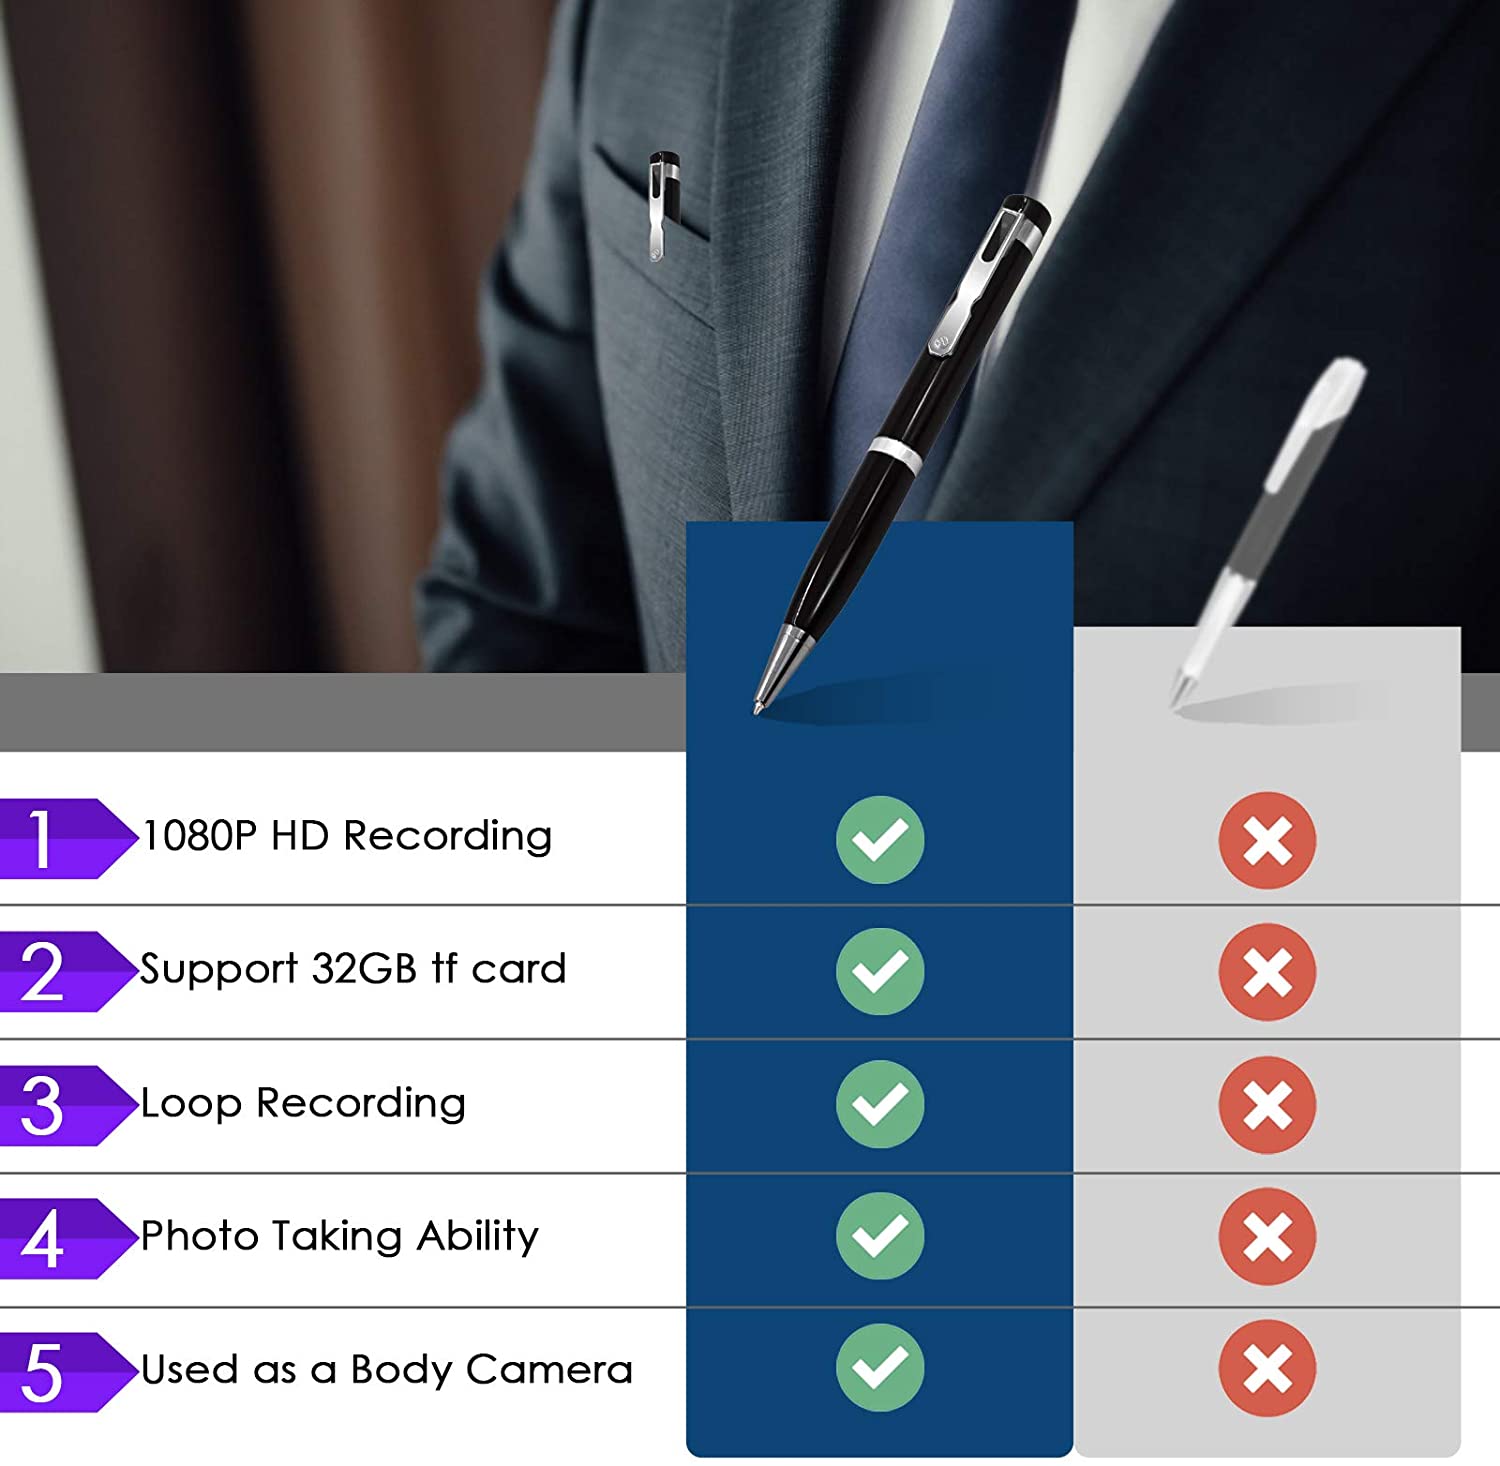 1 1080P HD Recording
2 Support 32GB tf card
3 Loop Recording
4 Photo Taking Ability
5 Used as a Body Camera